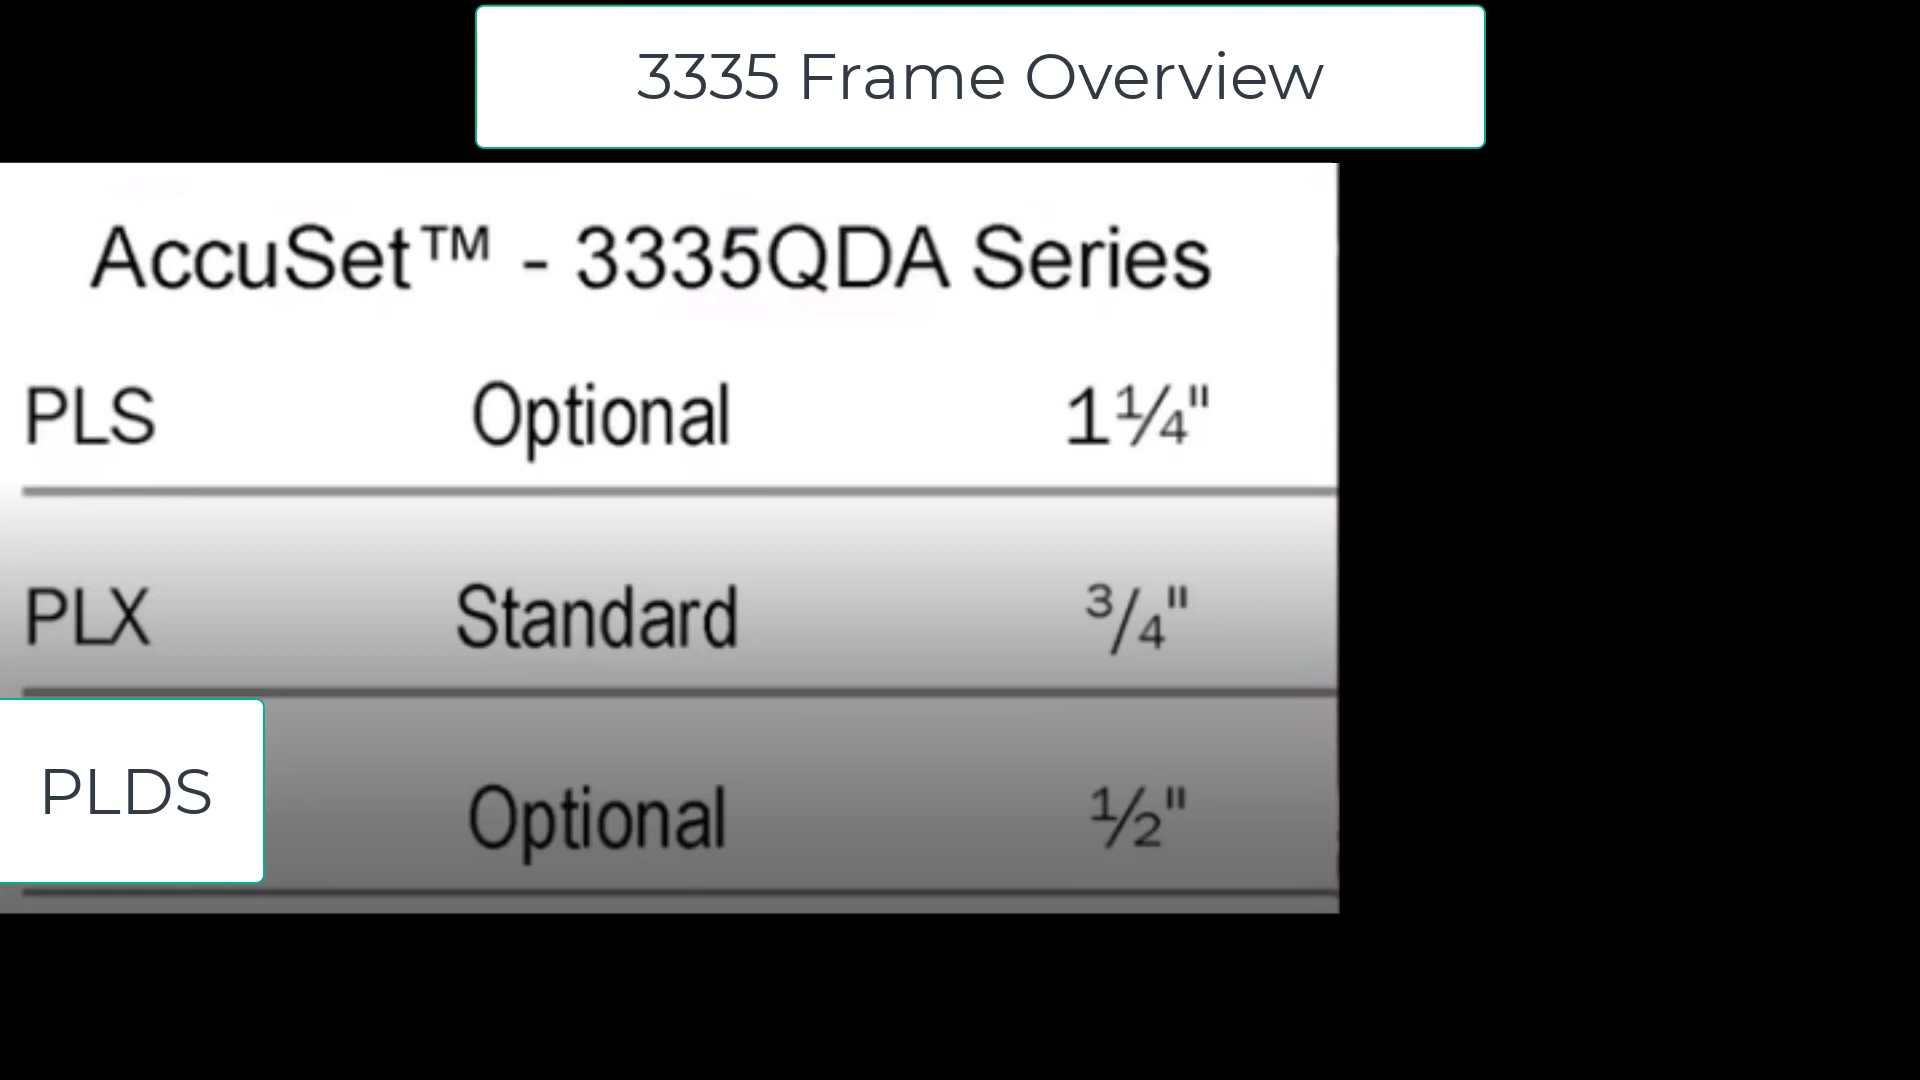 3335 Frame Overview
AccuSet™ - 3335QDA Series
PLS Optional 1¼"
PLX Standard ¾"
PLDS Optional ½"